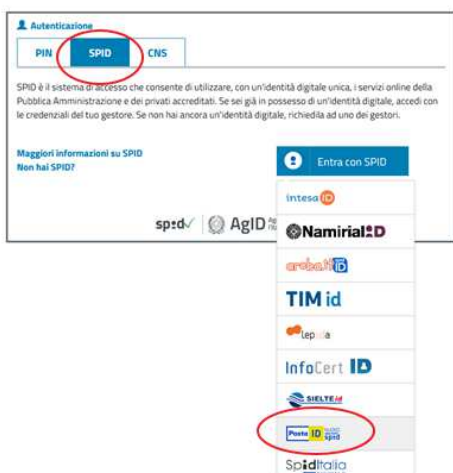 Autenticazione
PIN SPID CNS
SPID è il sistema di accesso che consente di utilizzare, con un'identità digitale unica, i servizi online della
Pubblica Amministrazione e dei privati accreditati. Se sei già in possesso di un'identità digitale, accedi con
le credenziali del tuo gestore. Se non hai ancora un'identità digitale, richiedila ad uno dei gestori.
Maggiori informazioni su SPID
Non hai SPID?
Entra con SPID
intesa ID
spid AgID
Namirial ID
aruba.it ID
TIM id
Lepida
InfoCert ID
SIELTE id
Poste ID spid
SpidItalia